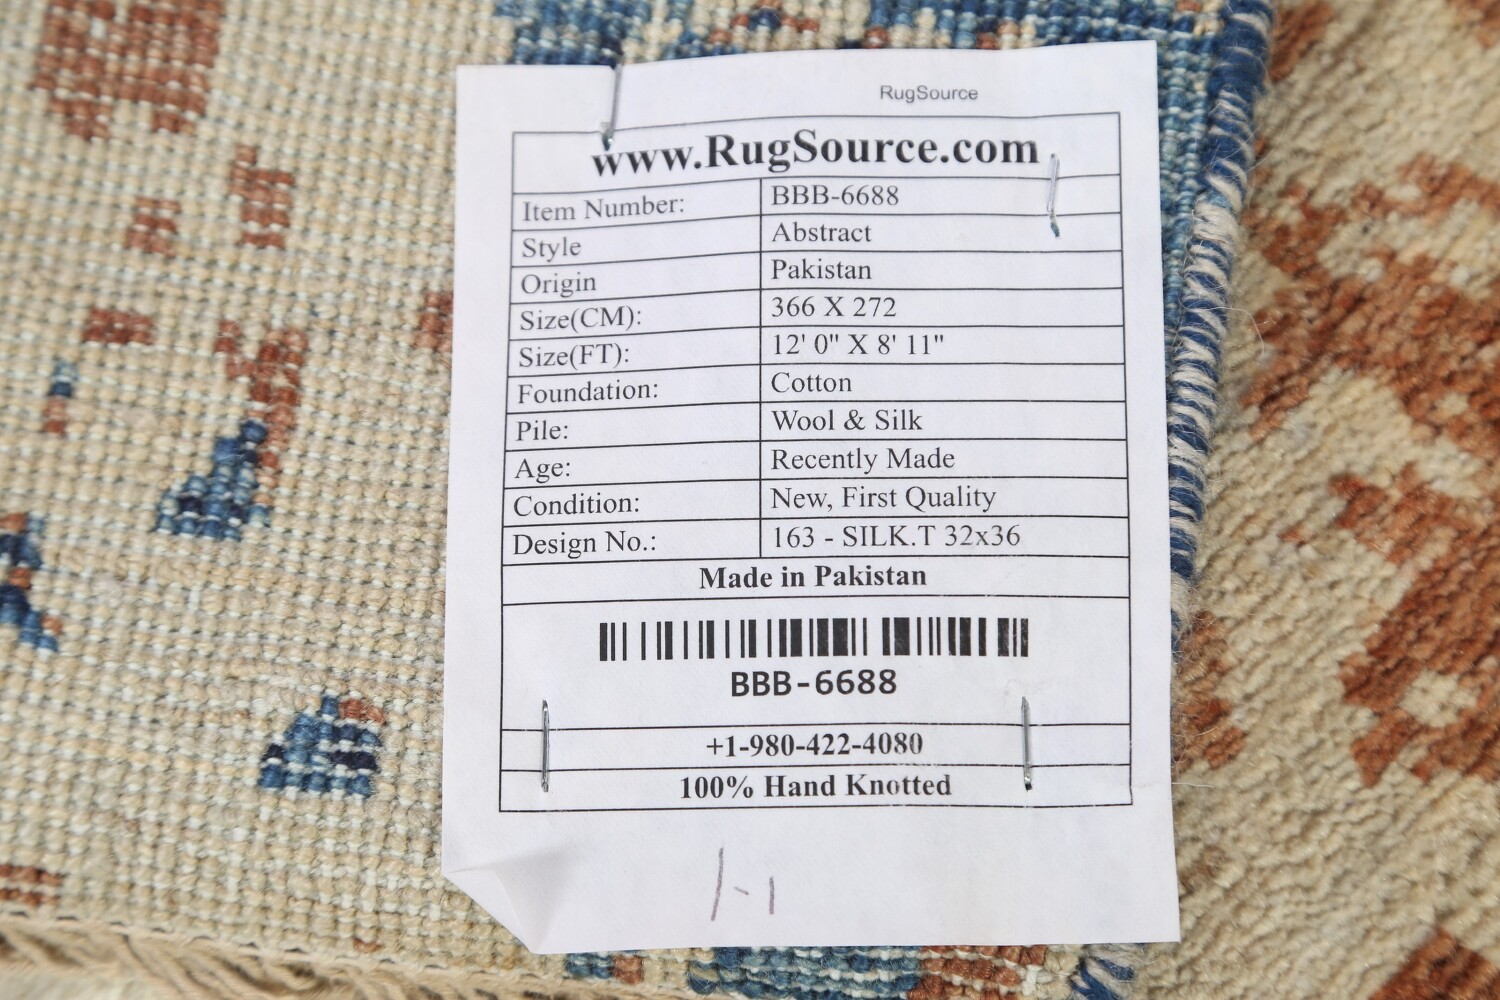 RugSource
www.RugSource.com
Item Number: BBB-6688
Style Abstract
Origin Pakistan
Size(CM): 366 X 272
Size(FT): 12' 0" X 8' 11"
Foundation: Cotton
Pile: Wool & Silk
Age: Recently Made
Condition: New, First Quality
Design No.: 163 - SILK.T 32x36
Made in Pakistan
BBB-6688
+1-980-422-4080
100% Hand Knotted
1-1